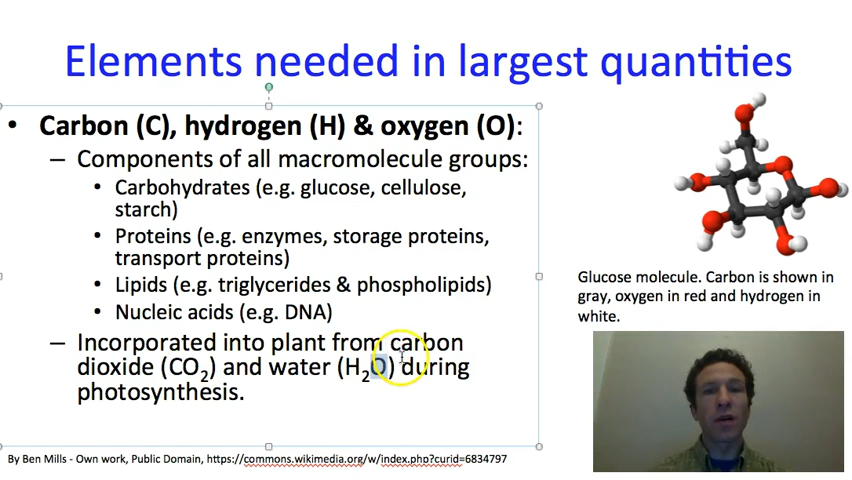 Elements needed in largest quantities
• Carbon (C), hydrogen (H) & oxygen (O):
– Components of all macromolecule groups:
• Carbohydrates (e.g. glucose, cellulose,
starch)
• Proteins (e.g. enzymes, storage proteins,
transport proteins)
• Lipids (e.g. triglycerides & phospholipids)
• Nucleic acids (e.g. DNA)
– Incorporated into plant from carbon
dioxide (CO₂) and water (H₂O) during
photosynthesis.
Glucose molecule. Carbon is shown in
gray, oxygen in red and hydrogen in
white.
By Ben Mills - Own work, Public Domain, https://commons.wikimedia.org/w/index.php?curid=6834797